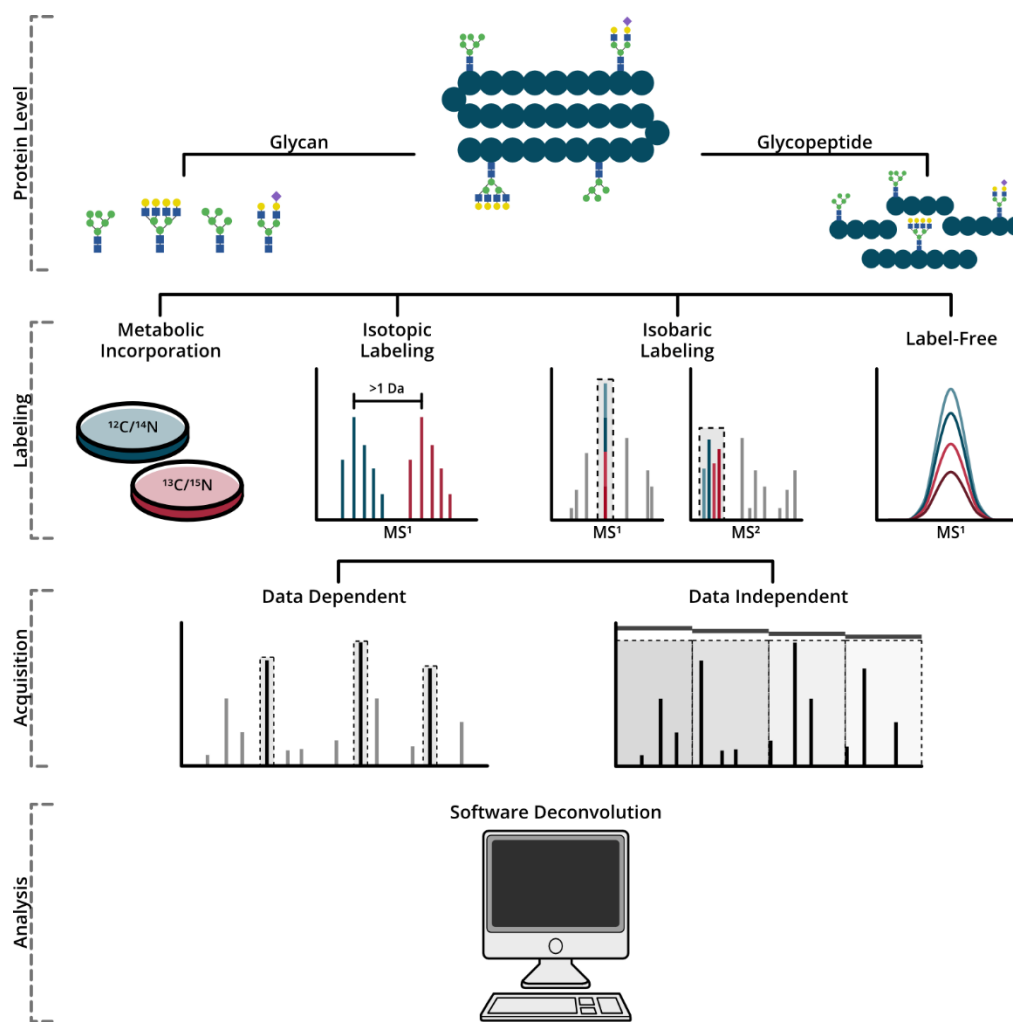 Protein Level
Glycan
Glycopeptide
Labeling
Metabolic
Incorporation
Isotopic
Labeling
Isobaric
Labeling
Label-Free
>1 Da
¹²C/¹⁴N
¹³C/¹⁵N
MS¹
MS¹
MS²
MS¹
Acquisition
Data Dependent
Data Independent
Analysis
Software Deconvolution